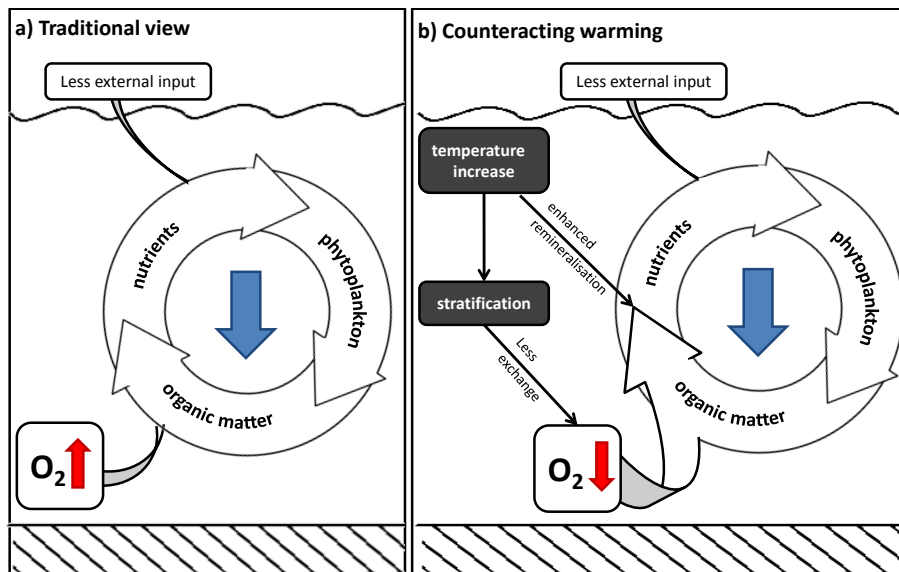 a) Traditional view
Less external input
nutrients
phytoplankton
organic matter
O2
b) Counteracting warming
Less external input
temperature
increase
enhanced
remineralisation
stratification
Less
exchange
nutrients
phytoplankton
organic matter
O2